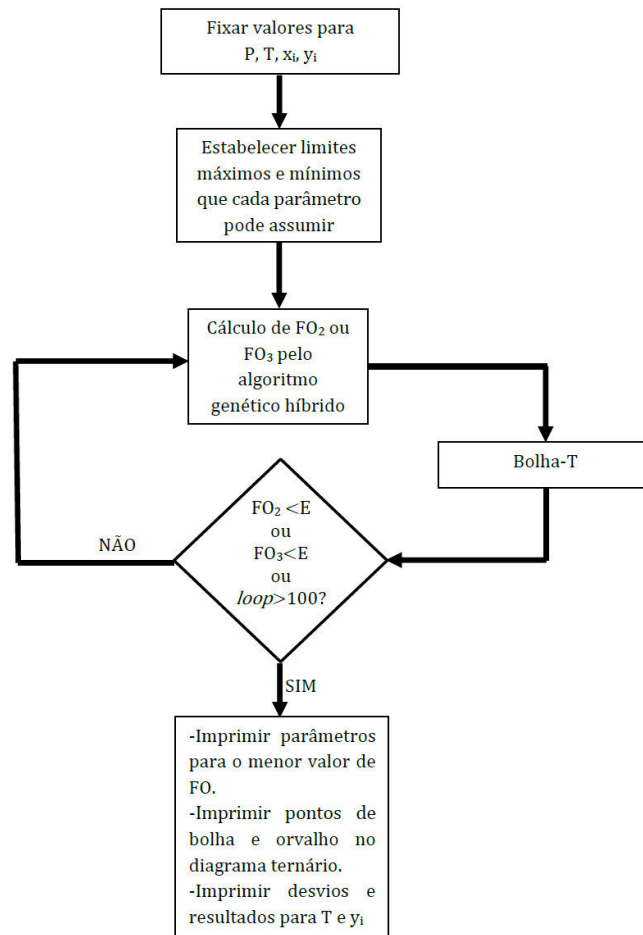 Fixar valores para
P, T, xᵢ, yᵢ
Estabelecer limites
máximos e mínimos
que cada parâmetro
pode assumir
Cálculo de FO₂ ou
FO₃ pelo
algoritmo
genético híbrido
Bolha-T
FO₂ <E
ou
FO₃<E
ou
loop>100?
NÃO
SIM
-Imprimir parâmetros
para o menor valor de
FO.
-Imprimir pontos de
bolha e orvalho no
diagrama ternário.
-Imprimir desvios e
resultados para T e yᵢ